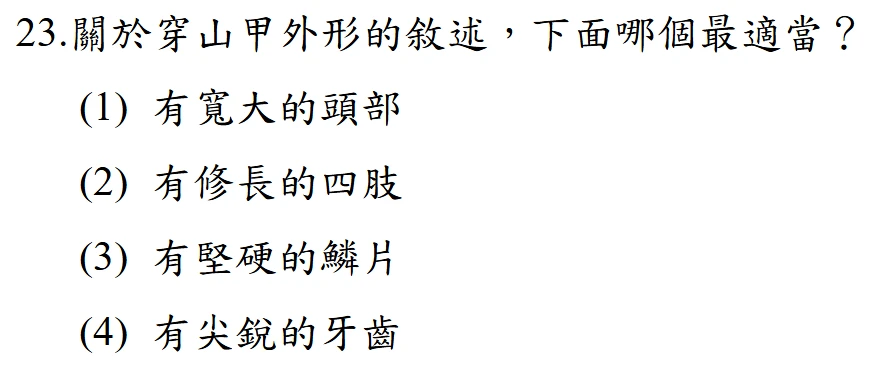 23.關於穿山甲外形的敘述，下面哪個最適當？
(1) 有寬大的頭部
(2) 有修長的四肢
(3) 有堅硬的鱗片
(4) 有尖銳的牙齒